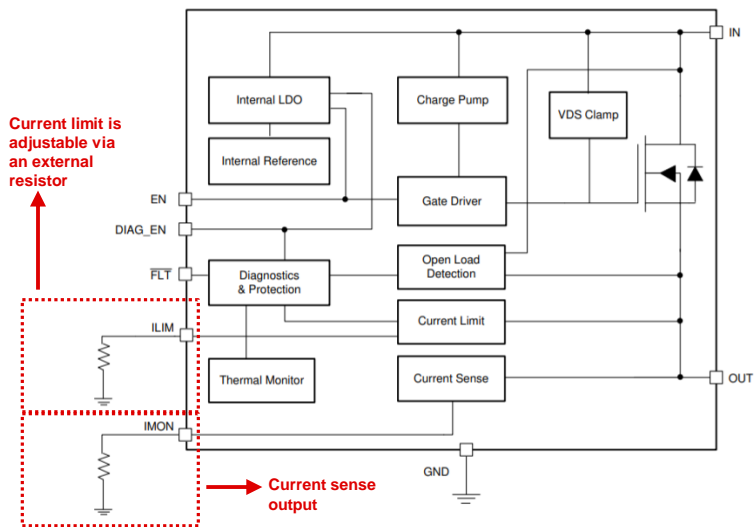 IN
Internal LDO
Charge Pump
VDS Clamp
Current limit is
adjustable via
an external
resistor
Internal Reference
EN
Gate Driver
DIAG_EN
FLT
Diagnostics
& Protection
Open Load
Detection
ILIM
Current Limit
Thermal Monitor
Current Sense
OUT
IMON
GND
Current sense
output